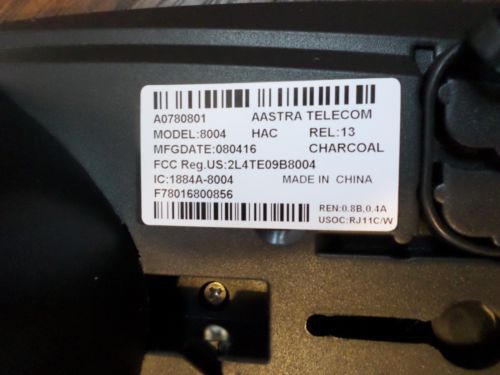 A0780801 AASTRA TELECOM
MODEL:8004 HAC REL:13
MFGDATE:080416 CHARCOAL
FCC Reg.US:2L4TE09B8004
IC:1884A-8004 MADE IN CHINA
F78016800856
REN:0.8B,0.4A
USOC:RJ11C/W